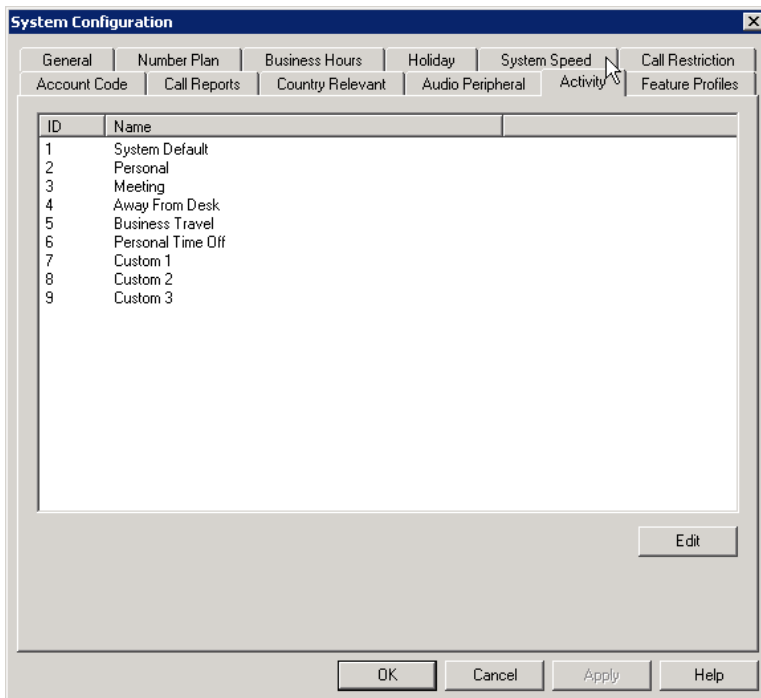 System Configuration
General Number Plan Business Hours Holiday System Speed Call Restriction
Account Code Call Reports Country Relevant Audio Peripheral Activity Feature Profiles
ID Name
1 System Default
2 Personal
3 Meeting
4 Away From Desk
5 Business Travel
6 Personal Time Off
7 Custom 1
8 Custom 2
9 Custom 3
Edit
OK Cancel Apply Help